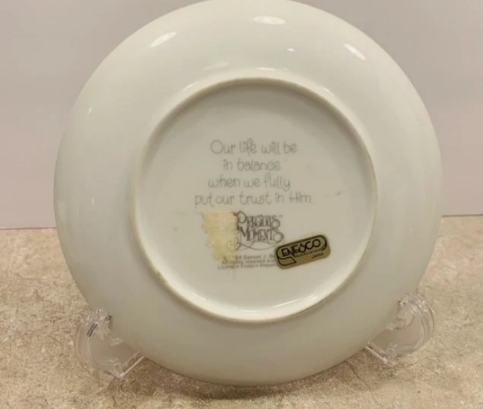 Our life will be
in balance
when we fully
put our trust in Him
Precious
Moments
ENESCO